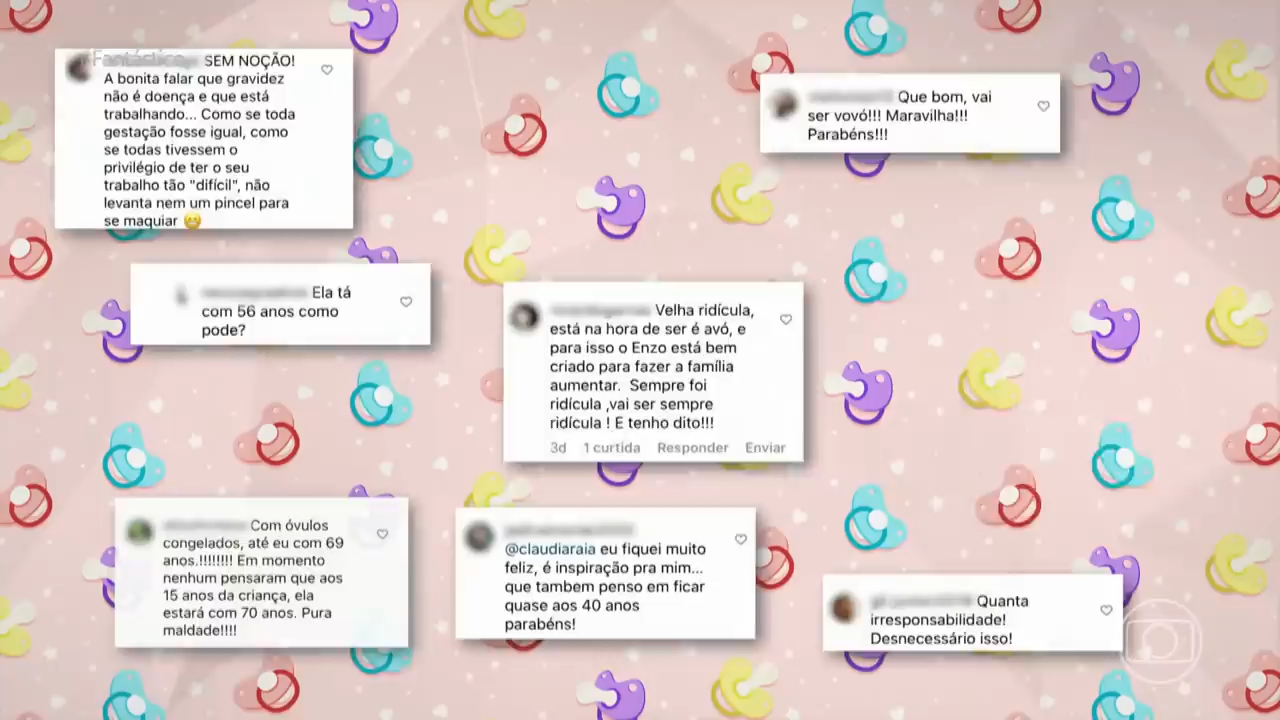 Fantástico
SEM NOÇÃO!
A bonita falar que gravidez
não é doença e que está
trabalhando... Como se toda
gestação fosse igual, como
se todas tivessem o
privilégio de ter o seu
trabalho tão "difícil", não
levanta nem um pincel para
se maquiar 😁
Que bom, vai
ser vovó!!! Maravilha!!!
Parabéns!!!
Ela tá
com 56 anos como
pode?
Velha ridícula,
está na hora de ser é avó, e
para isso o Enzo está bem
criado para fazer a família
aumentar. Sempre foi
ridícula ,vai ser sempre
ridícula ! E tenho dito!!!
3d 1 curtida Responder Enviar
Com óvulos
congelados, até eu com 69
anos.!!!!!!!! Em momento
nenhum pensaram que aos
15 anos da criança, ela
estará com 70 anos. Pura
maldade!!!!
@claudiaraia eu fiquei muito
feliz, é inspiração pra mim...
que tambem penso em ficar
quase aos 40 anos
parabéns!
Quanta
irresponsabilidade!
Desnecessário isso!